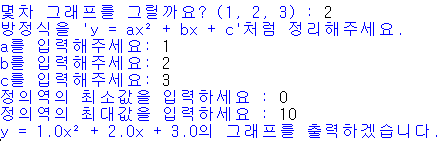 몇차 그래프를 그릴까요? (1, 2, 3) : 2
방정식을 'y = ax² + bx + c'처럼 정리해주세요.
a를 입력해주세요: 1
b를 입력해주세요: 2
c를 입력해주세요: 3
정의역의 최소값을 입력하세요 : 0
정의역의 최대값을 입력하세요 : 10
y = 1.0x² + 2.0x + 3.0의 그래프를 출력하겠습니다.